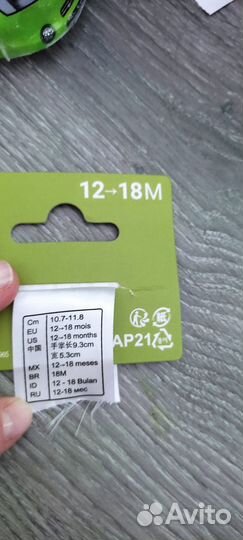 12→18M
AP21
Cm 10.7-11.8
EU 12→18 mois
US 12→18 months
中国 手掌长9.3cm
宽5.3cm
MX 12→18 meses
BR 18M
ID 12 - 18 Bulan
RU 12-18 мес
Avito